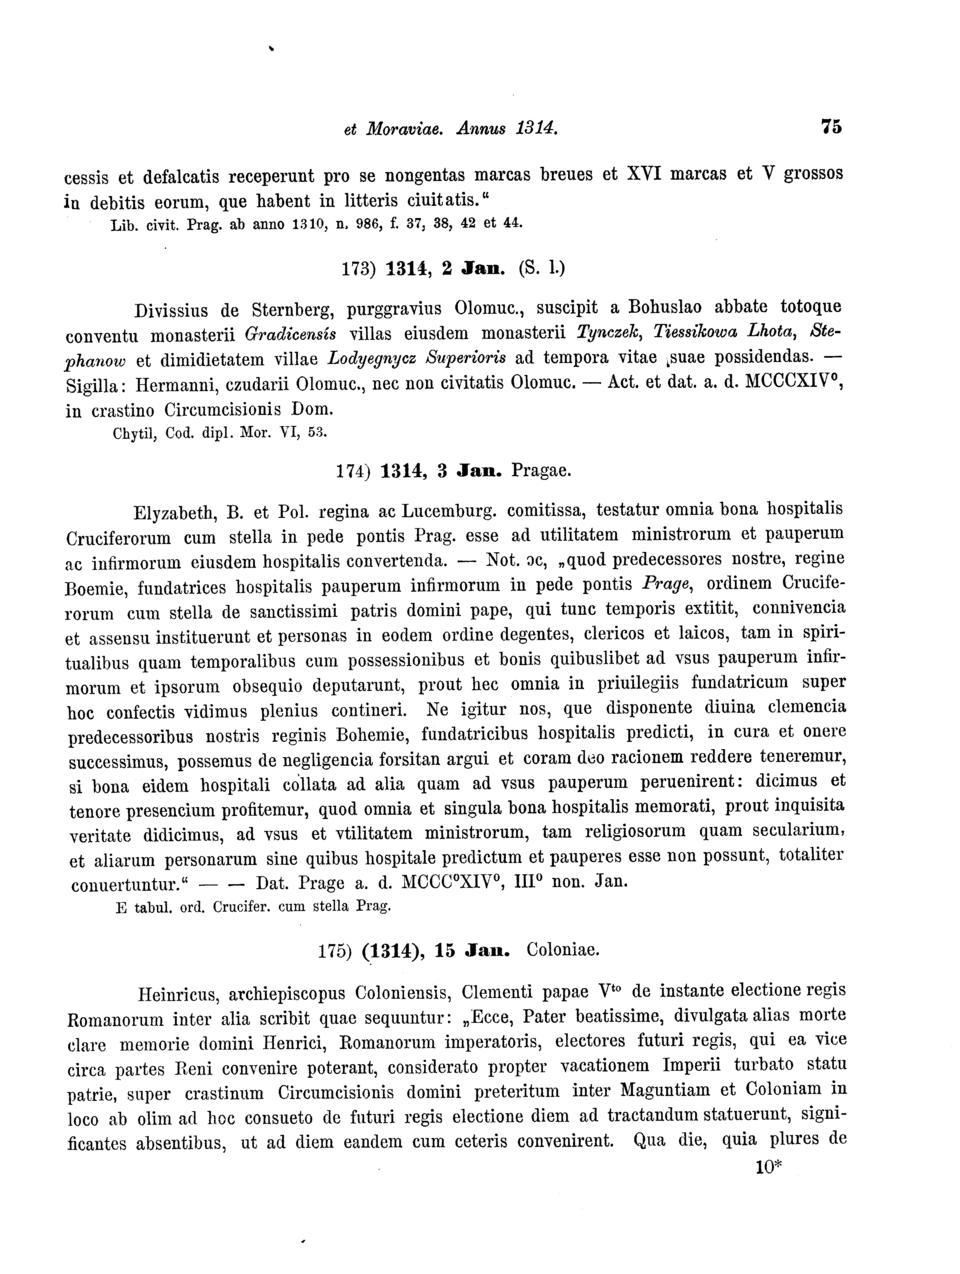 et Moraviae. Annus 1314. 75
cessis et defalcatis receperunt pro se nongentas marcas breues et XVI marcas et V grossos
in debitis eorum, que habent in litteris ciuitatis.“
Lib. civit. Prag. ab anno 1310, n. 986, f. 37, 38, 42 et 44.
173) 1314, 2 Jan. (S. l.)
Divissius de Sternberg, purggravius Olomuc., suscipit a Bohuslao abbate totoque
conventu monasterii Gradicensis villas eiusdem monasterii Tynczek, Tiessikowa Lhota, Ste-
phanow et dimidietatem villae Lodyegnycz Superioris ad tempora vitae suae possidendas. —
Sigilla: Hermanni, czudarii Olomuc., nec non civitatis Olomuc. — Act. et dat. a. d. MCCCXIV⁰,
in crastino Circumcisionis Dom.
Chytil, Cod. dipl. Mor. VI, 53.
174) 1314, 3 Jan. Pragae.
Elyzabeth, B. et Pol. regina ac Lucemburg. comitissa, testatur omnia bona hospitalis
Cruciferorum cum stella in pede pontis Prag. esse ad utilitatem ministrorum et pauperum
ac infirmorum eiusdem hospitalis convertenda. — Not. ɔc, „quod predecessores nostre, regine
Boemie, fundatrices hospitalis pauperum infirmorum in pede pontis Prage, ordinem Crucife-
rorum cum stella de sanctissimi patris domini pape, qui tunc temporis extitit, connivencia
et assensu instituerunt et personas in eodem ordine degentes, clericos et laicos, tam in spiri-
tualibus quam temporalibus cum possessionibus et bonis quibuslibet ad vsus pauperum infir-
morum et ipsorum obsequio deputarunt, prout hec omnia in priuilegiis fundatricum super
hoc confectis vidimus plenius contineri. Ne igitur nos, que disponente diuina clemencia
predecessoribus nostris reginis Bohemie, fundatricibus hospitalis predicti, in cura et onere
successimus, possemus de negligencia forsitan argui et coram deo racionem reddere teneremur,
si bona eidem hospitali collata ad alia quam ad vsus pauperum peruenirent: dicimus et
tenore presencium profitemur, quod omnia et singula bona hospitalis memorati, prout inquisita
veritate didicimus, ad vsus et vtilitatem ministrorum, tam religiosorum quam secularium,
et aliarum personarum sine quibus hospitale predictum et pauperes esse non possunt, totaliter
conuertuntur.“ — — Dat. Prage a. d. MCCC⁰XIV⁰, III⁰ non. Jan.
E tabul. ord. Crucifer. cum stella Prag.
175) (1314), 15 Jan. Coloniae.
Heinricus, archiepiscopus Coloniensis, Clementi papae Vᵗᵒ de instante electione regis
Romanorum inter alia scribit quae sequuntur: „Ecce, Pater beatissime, divulgata alias morte
clare memorie domini Henrici, Romanorum imperatoris, electores futuri regis, qui ea vice
circa partes Reni convenire poterant, considerato propter vacationem Imperii turbato statu
patrie, super crastinum Circumcisionis domini preteritum inter Maguntiam et Coloniam in
loco ab olim ad hoc consueto de futuri regis electione diem ad tractandum statuerunt, signi-
ficantes absentibus, ut ad diem eandem cum ceteris convenirent. Qua die, quia plures de
10*